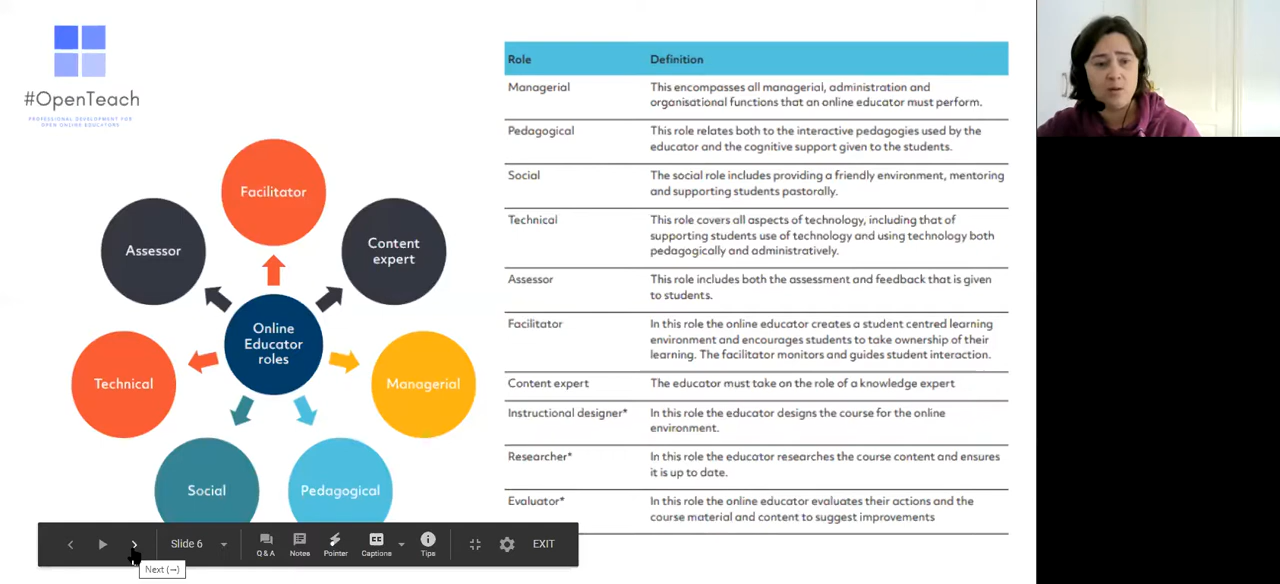 #OpenTeach
PROFESSIONAL DEVELOPMENT FOR
OPEN ONLINE EDUCATORS
Facilitator
Assessor
Content
expert
Online
Educator
roles
Technical
Managerial
Social
Pedagogical
Role Definition
Managerial This encompasses all managerial, administration and
organisational functions that an online educator must perform.
Pedagogical This role relates both to the interactive pedagogies used by the
educator and the cognitive support given to the students.
Social The social role includes providing a friendly environment, mentoring
and supporting students pastorally.
Technical This role covers all aspects of technology, including that of
supporting students use of technology and using technology both
pedagogically and administratively.
Assessor This role includes both the assessment and feedback that is given
to students.
Facilitator In this role the online educator creates a student centred learning
environment and encourages students to take ownership of their
learning. The facilitator monitors and guides student interaction.
Content expert The educator must take on the role of a knowledge expert
Instructional designer* In this role the educator designs the course for the online
environment.
Researcher* In this role the educator researches the course content and ensures
it is up to date.
Evaluator* In this role the online educator evaluates their actions and the
course material and content to suggest improvements
Slide 6
Q & A
Notes
Pointer
Captions
Tips
EXIT
Next (→)